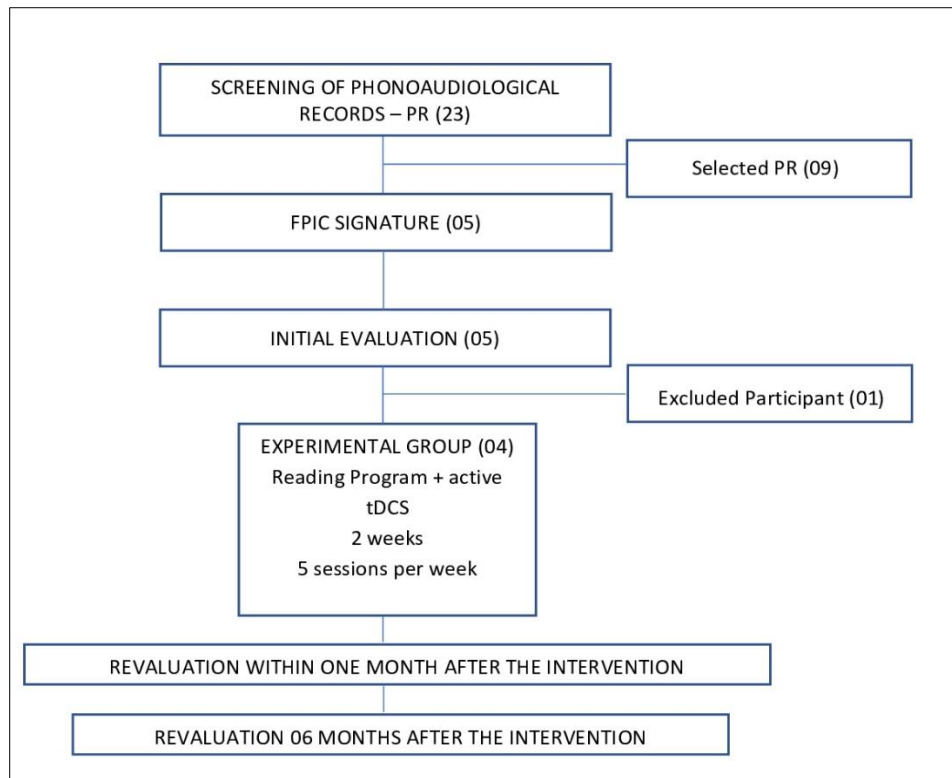 SCREENING OF PHONOAUDIOLOGICAL
RECORDS – PR (23)
Selected PR (09)
FPIC SIGNATURE (05)
INITIAL EVALUATION (05)
Excluded Participant (01)
EXPERIMENTAL GROUP (04)
Reading Program + active
tDCS
2 weeks
5 sessions per week
REVALUATION WITHIN ONE MONTH AFTER THE INTERVENTION
REVALUATION 06 MONTHS AFTER THE INTERVENTION